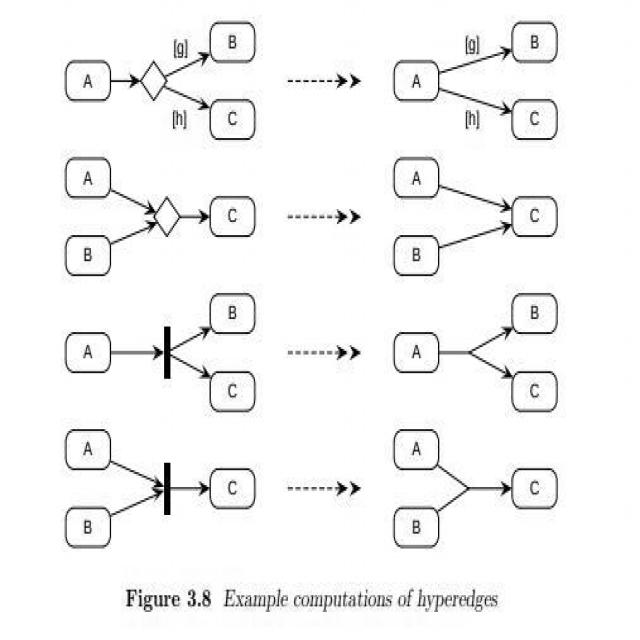 [g] B [g] B
A A
[h] C [h] C
A A
C C
B B
B B
A A
C C
A A
C C
B B
Figure 3.8 Example computations of hyperedges